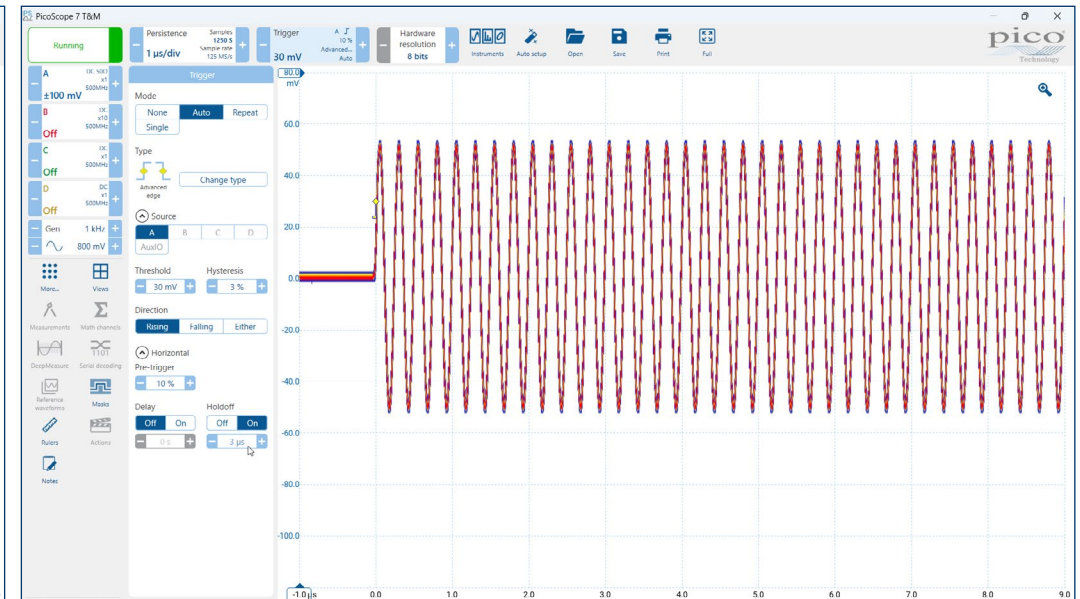 PicoScope 7 T&M
Running
Persistence
1 µs/div
Samples
1250 S
Sample rate
125 MS/s
Trigger
30 mV
A
10 %
Advanced...
Auto
Hardware
resolution
8 bits
Instruments
Auto setup
Open
Save
Print
Full
pico
Technology
A
DC 50Ω
x1
500MHz
±100 mV
B
DC
x10
500MHz
Off
C
DC
x1
500MHz
Off
D
DC
x1
500MHz
Off
Gen 1 kHz
800 mV
More...
Views
Measurements
Math channels
DeepMeasure
Serial decoding
Reference
waveforms
Masks
Rulers
Actions
Notes
Trigger
Mode
None Auto Repeat
Single
Type
Advanced
edge
Change type
Source
A B C D
AuxIO
Threshold Hysteresis
30 mV 3 %
Direction
Rising Falling Either
Horizontal
Pre-trigger
10 %
Delay Holdoff
Off On Off On
0 s 3 µs
80.0
mV
60.0
40.0
20.0
0.0
-20.0
-40.0
-60.0
-80.0
-100.0
-1.0 µs 0.0 1.0 2.0 3.0 4.0 5.0 6.0 7.0 8.0 9.0